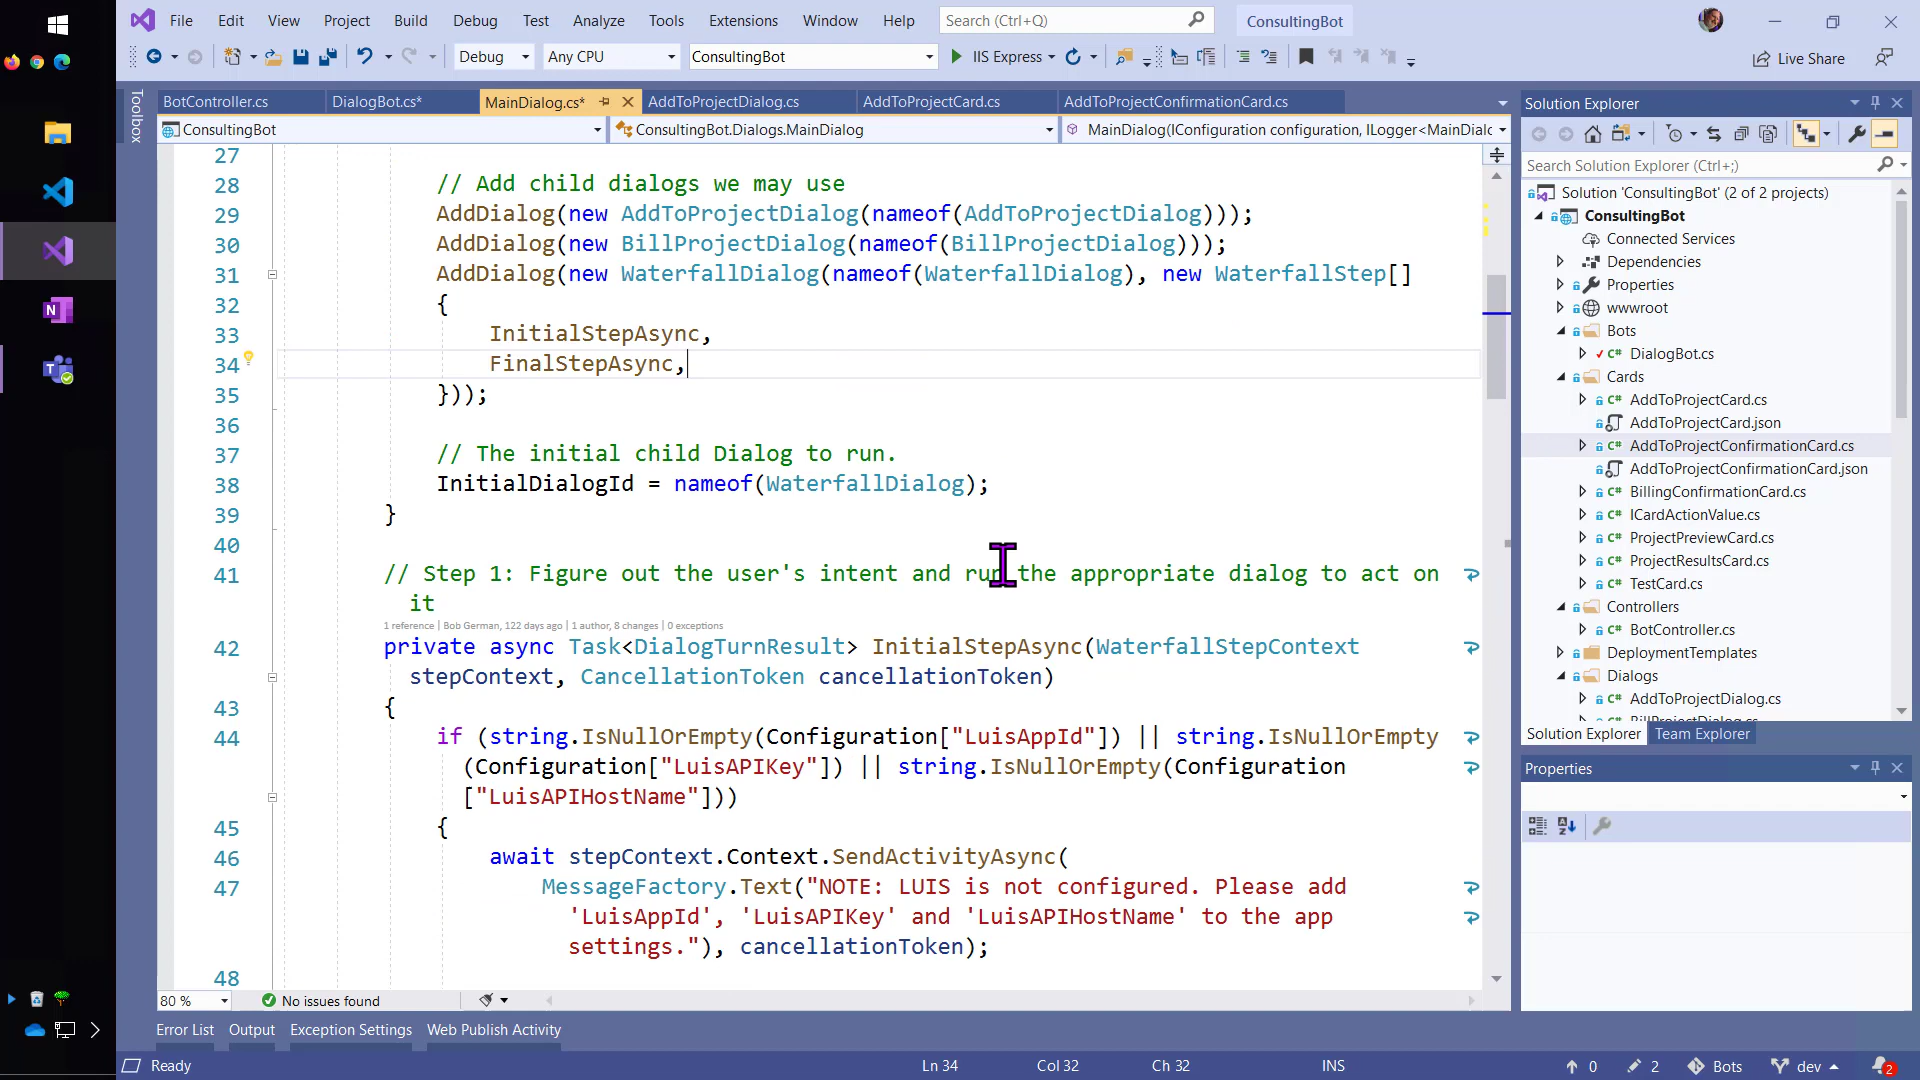 File Edit View Project Build Debug Test Analyze Tools Extensions Window Help Search (Ctrl+Q) ConsultingBot
Debug Any CPU ConsultingBot IIS Express Live Share
Toolbox
BotController.cs DialogBot.cs* MainDialog.cs* AddToProjectDialog.cs AddToProjectCard.cs AddToProjectConfirmationCard.cs
ConsultingBot ConsultingBot.Dialogs.MainDialog MainDialog(IConfiguration configuration, ILogger<MainDialo
27
28 // Add child dialogs we may use
29 AddDialog(new AddToProjectDialog(nameof(AddToProjectDialog)));
30 AddDialog(new BillProjectDialog(nameof(BillProjectDialog)));
31 AddDialog(new WaterfallDialog(nameof(WaterfallDialog), new WaterfallStep[]
32 {
33 InitialStepAsync,
34 FinalStepAsync,
35 }));
36
37 // The initial child Dialog to run.
38 InitialDialogId = nameof(WaterfallDialog);
39 }
40
41 // Step 1: Figure out the user's intent and run the appropriate dialog to act on
it
1 reference | Bob German, 122 days ago | 1 author, 8 changes | 0 exceptions
42 private async Task<DialogTurnResult> InitialStepAsync(WaterfallStepContext
stepContext, CancellationToken cancellationToken)
43 {
44 if (string.IsNullOrEmpty(Configuration["LuisAppId"]) || string.IsNullOrEmpty
(Configuration["LuisAPIKey"]) || string.IsNullOrEmpty(Configuration
["LuisAPIHostName"]))
45 {
46 await stepContext.Context.SendActivityAsync(
47 MessageFactory.Text("NOTE: LUIS is not configured. Please add
'LuisAppId', 'LuisAPIKey' and 'LuisAPIHostName' to the app
settings."), cancellationToken);
48
80 % No issues found
Error List Output Exception Settings Web Publish Activity
Solution Explorer
Search Solution Explorer (Ctrl+;)
Solution 'ConsultingBot' (2 of 2 projects)
ConsultingBot
Connected Services
Dependencies
Properties
wwwroot
Bots
C# DialogBot.cs
Cards
C# AddToProjectCard.cs
AddToProjectCard.json
C# AddToProjectConfirmationCard.cs
AddToProjectConfirmationCard.json
C# BillingConfirmationCard.cs
C# ICardActionValue.cs
C# ProjectPreviewCard.cs
C# ProjectResultsCard.cs
C# TestCard.cs
Controllers
C# BotController.cs
DeploymentTemplates
Dialogs
C# AddToProjectDialog.cs
C# BillProjectDialog.cs
Solution Explorer Team Explorer
Properties
Ready Ln 34 Col 32 Ch 32 INS 0 2 Bots dev 2